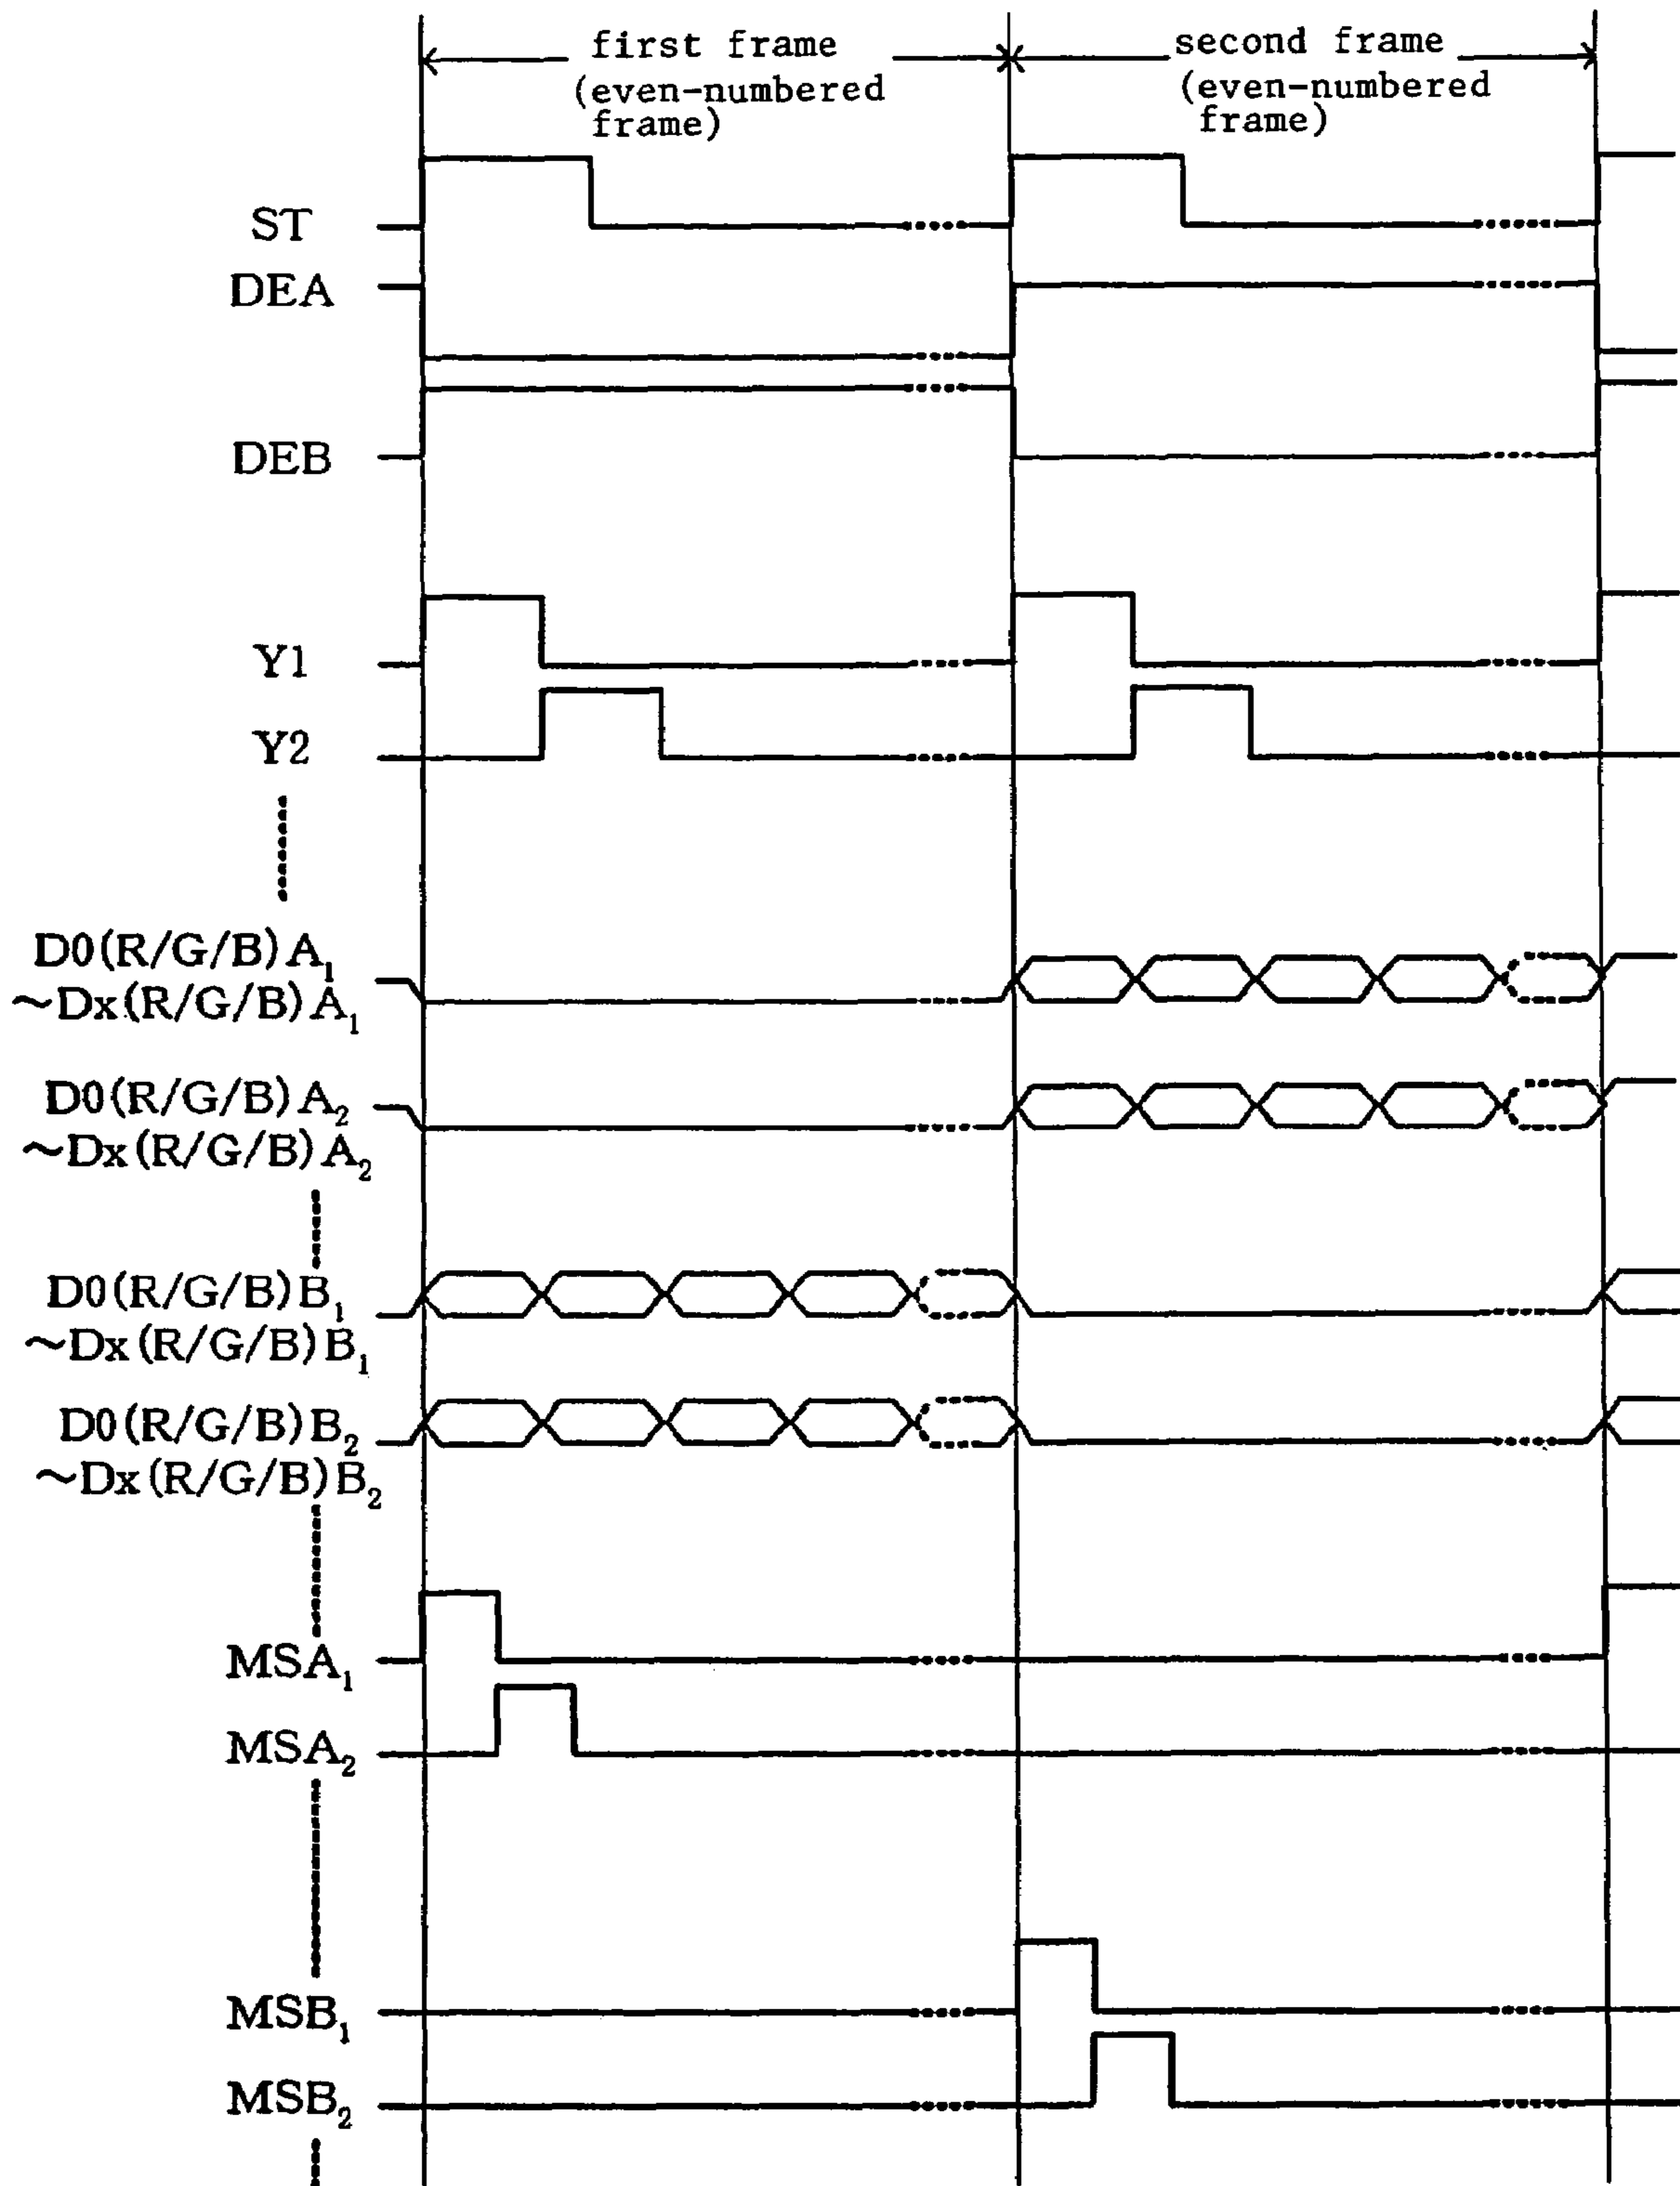 first frame
(even-numbered
frame)
second frame
(even-numbered
frame)
ST
DEA
DEB
Y1
Y2
D0(R/G/B)A₁
~Dx(R/G/B)A₁
D0(R/G/B)A₂
~Dx(R/G/B)A₂
D0(R/G/B)B₁
~Dx(R/G/B)B₁
D0(R/G/B)B₂
~Dx(R/G/B)B₂
MSA₁
MSA₂
MSB₁
MSB₂